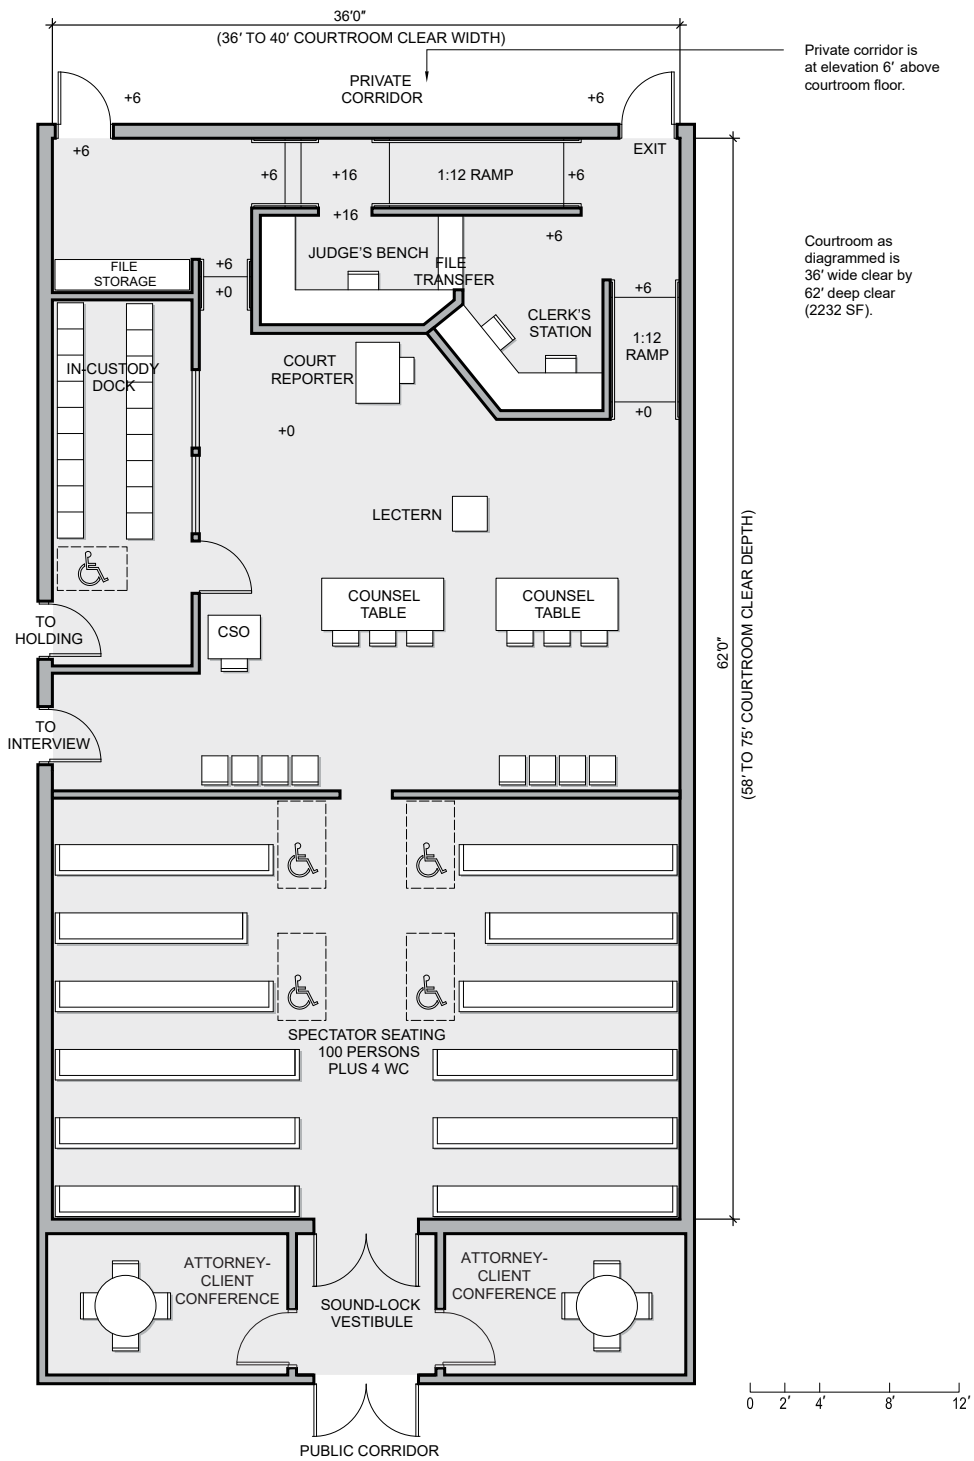 36'0"
(36' TO 40' COURTROOM CLEAR WIDTH)
Private corridor is
at elevation 6' above
courtroom floor.
PRIVATE
CORRIDOR
+6
+6
+6
EXIT
+6
+16
1:12 RAMP
+6
+16
+6
Courtroom as
diagrammed is
36' wide clear by
62' deep clear
(2232 SF).
JUDGE'S BENCH
FILE
TRANSFER
FILE
STORAGE
+6
+0
+6
CLERK'S
STATION
1:12
RAMP
+0
IN-CUSTODY
DOCK
COURT
REPORTER
+0
LECTERN
62'0"
(58' TO 75' COURTROOM CLEAR DEPTH)
COUNSEL
TABLE
COUNSEL
TABLE
TO
HOLDING
CSO
TO
INTERVIEW
SPECTATOR SEATING
100 PERSONS
PLUS 4 WC
ATTORNEY-
CLIENT
CONFERENCE
ATTORNEY-
CLIENT
CONFERENCE
SOUND-LOCK
VESTIBULE
0 2' 4' 8' 12'
PUBLIC CORRIDOR